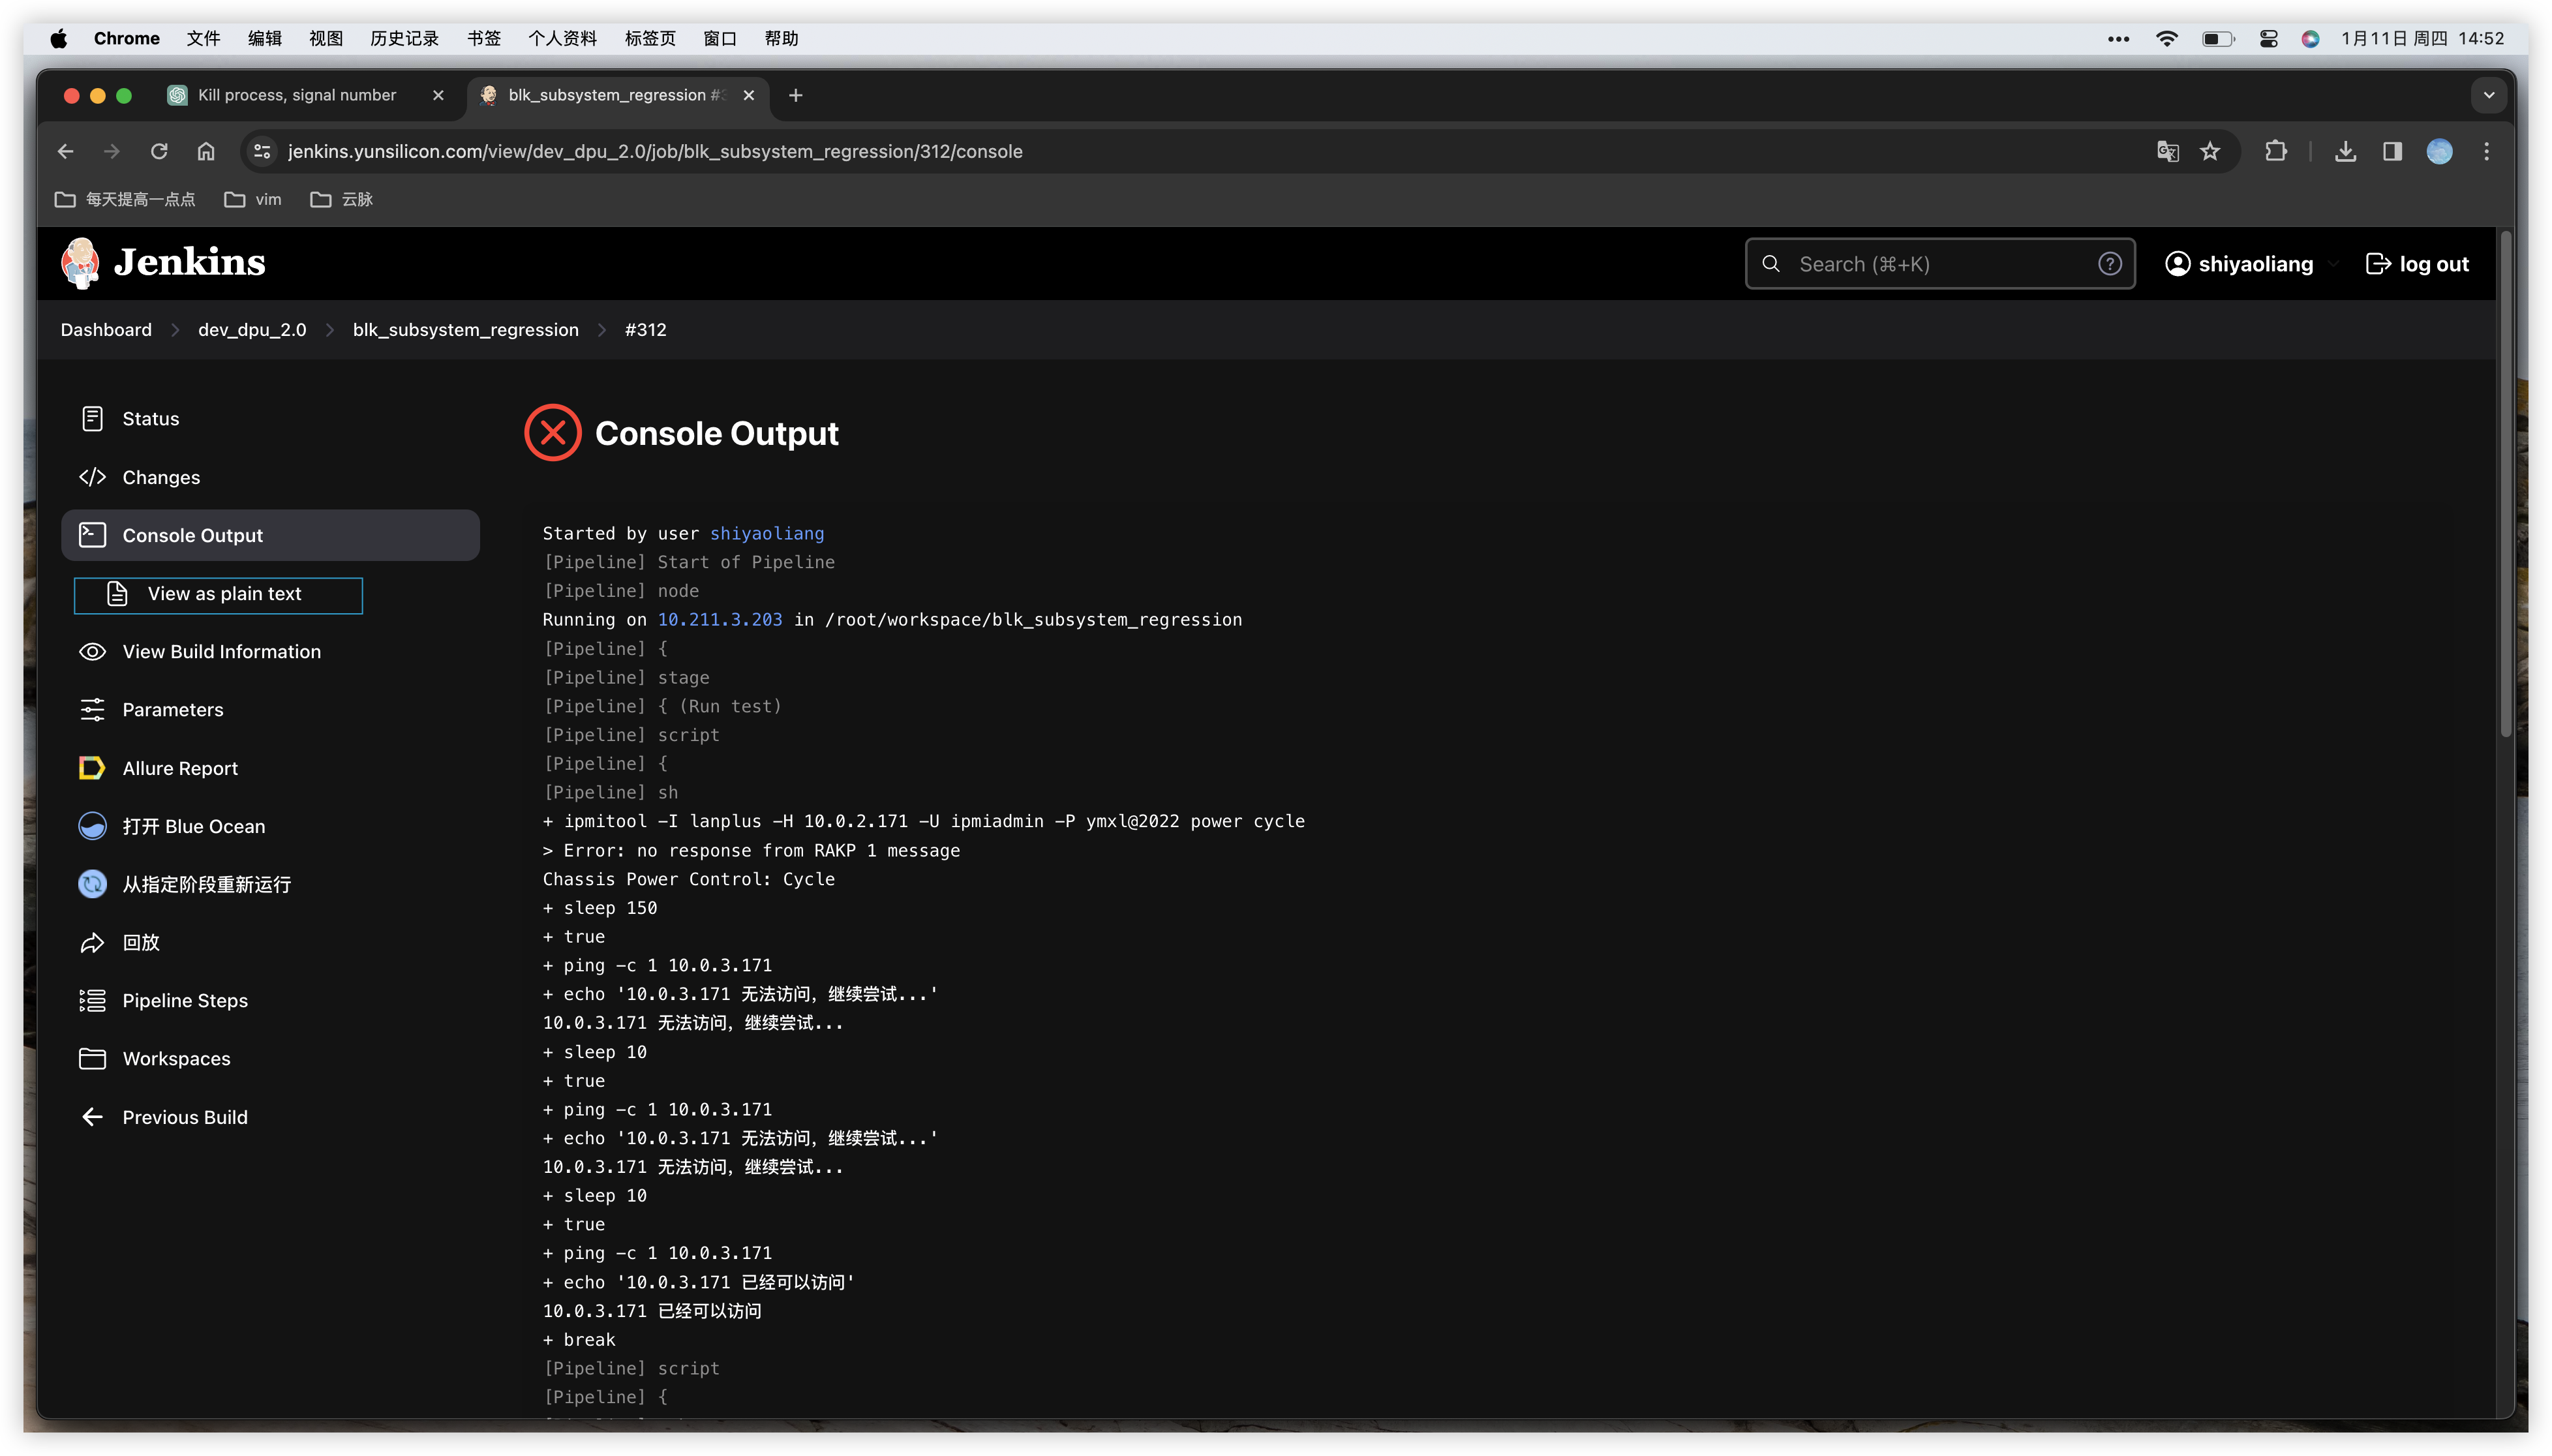 Chrome 文件 编辑 视图 历史记录 书签 个人资料 标签页 窗口 帮助 1月11日 周四 14:52
Kill process, signal number blk_subsystem_regression #
jenkins.yunsilicon.com/view/dev_dpu_2.0/job/blk_subsystem_regression/312/console
每天提高一点点 vim 云脉
Jenkins Search (⌘+K) ? shiyaoliang log out
Dashboard dev_dpu_2.0 blk_subsystem_regression #312
Status
Changes
Console Output
View as plain text
View Build Information
Parameters
Allure Report
打开 Blue Ocean
从指定阶段重新运行
回放
Pipeline Steps
Workspaces
Previous Build
Console Output
Started by user shiyaoliang
[Pipeline] Start of Pipeline
[Pipeline] node
Running on 10.211.3.203 in /root/workspace/blk_subsystem_regression
[Pipeline] {
[Pipeline] stage
[Pipeline] { (Run test)
[Pipeline] script
[Pipeline] {
[Pipeline] sh
+ ipmitool -I lanplus -H 10.0.2.171 -U ipmiadmin -P ymxl@2022 power cycle
> Error: no response from RAKP 1 message
Chassis Power Control: Cycle
+ sleep 150
+ true
+ ping -c 1 10.0.3.171
+ echo '10.0.3.171 无法访问，继续尝试...'
10.0.3.171 无法访问，继续尝试...
+ sleep 10
+ true
+ ping -c 1 10.0.3.171
+ echo '10.0.3.171 无法访问，继续尝试...'
10.0.3.171 无法访问，继续尝试...
+ sleep 10
+ true
+ ping -c 1 10.0.3.171
+ echo '10.0.3.171 已经可以访问'
10.0.3.171 已经可以访问
+ break
[Pipeline] script
[Pipeline] {